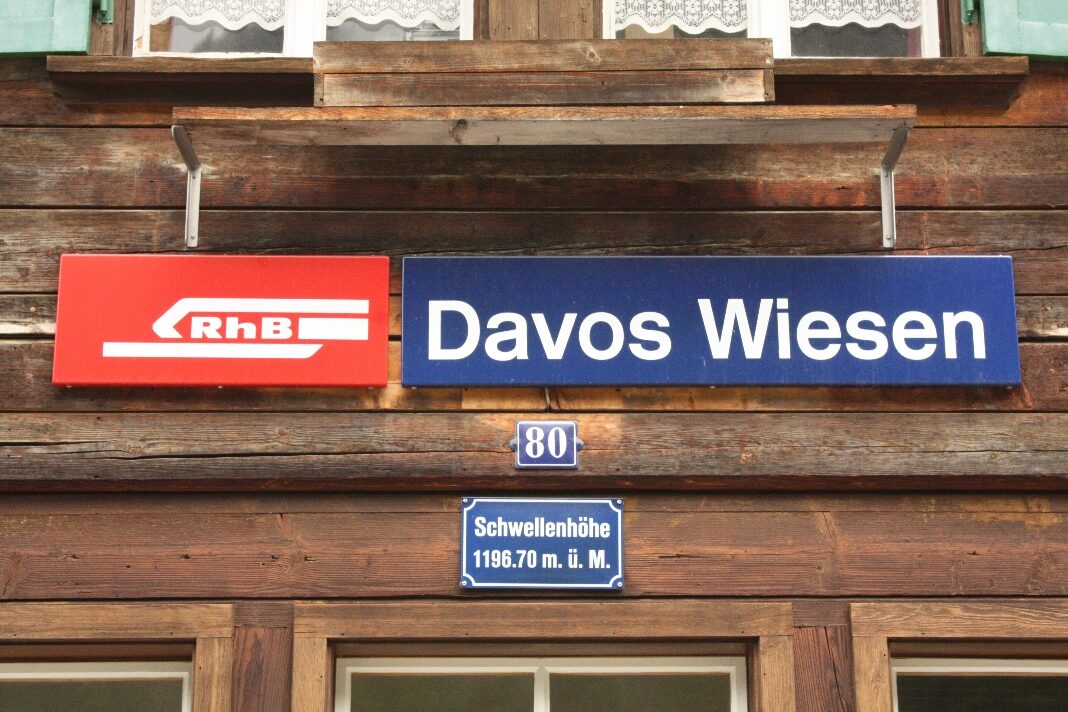 RhB
Davos Wiesen
80
Schwellenhöhe
1196.70 m. ü. M.